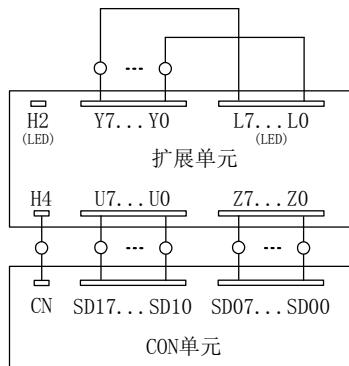 H2 Y7...Y0 L7...L0
(LED) (LED)
扩展单元
H4 U7...U0 Z7...Z0
CN SD17...SD10 SD07...SD00
CON单元